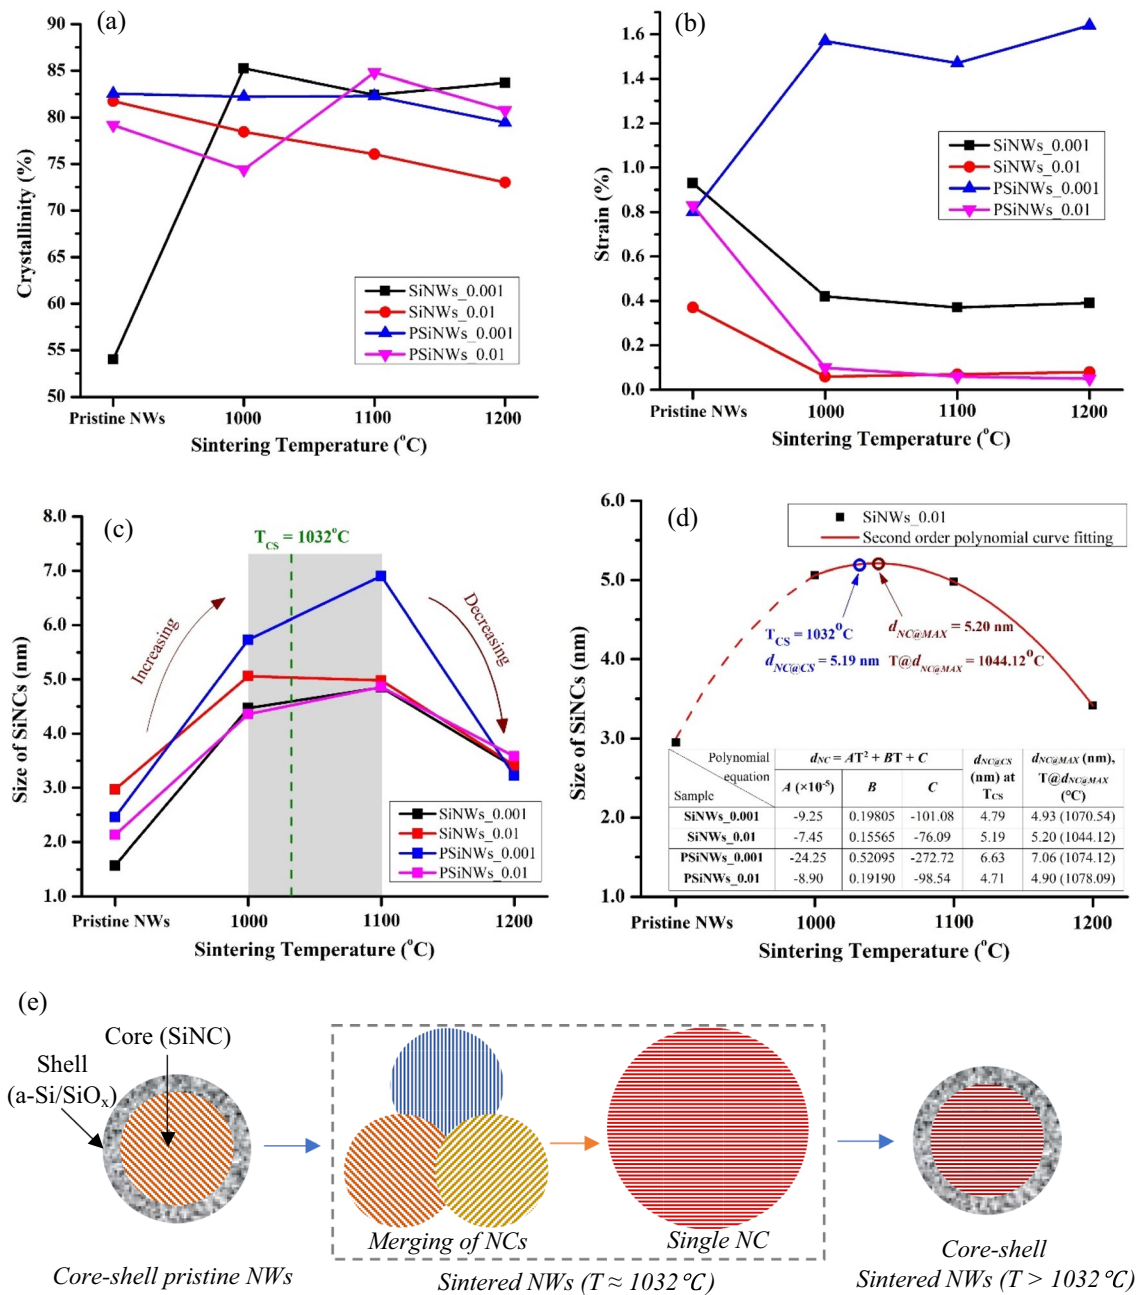 (a)
90
85
80
75
70
65
60
55
50
Crystallinity (%)
SiNWs_0.001
SiNWs_0.01
PSiNWs_0.001
PSiNWs_0.01
Pristine NWs 1000 1100 1200
Sintering Temperature (°C)
(b)
1.6
1.4
1.2
1.0
0.8
0.6
0.4
0.2
0.0
Strain (%)
SiNWs_0.001
SiNWs_0.01
PSiNWs_0.001
PSiNWs_0.01
Pristine NWs 1000 1100 1200
Sintering Temperature (°C)
(c)
8.0
7.0
6.0
5.0
4.0
3.0
2.0
1.0
Size of SiNCs (nm)
T_CS = 1032°C
Increasing
Decreasing
SiNWs_0.001
SiNWs_0.01
PSiNWs_0.001
PSiNWs_0.01
Pristine NWs 1000 1100 1200
Sintering Temperature (°C)
(d)
6.0
5.0
4.0
3.0
2.0
1.0
Size of SiNCs (nm)
SiNWs_0.01
Second order polynomial curve fitting
T_CS = 1032°C
d_NC@CS = 5.19 nm
d_NC@MAX = 5.20 nm
T@d_NC@MAX = 1044.12°C
Polynomial equation
Sample
d_NC = AT² + BT + C
A (×10⁻⁵) B C
d_NC@CS (nm) at T_CS
d_NC@MAX (nm), T@d_NC@MAX (°C)
SiNWs_0.001 -9.25 0.19805 -101.08 4.79 4.93 (1070.54)
SiNWs_0.01 -7.45 0.15565 -76.09 5.19 5.20 (1044.12)
PSiNWs_0.001 -24.25 0.52095 -272.72 6.63 7.06 (1074.12)
PSiNWs_0.01 -8.90 0.19190 -98.54 4.71 4.90 (1078.09)
Pristine NWs 1000 1100 1200
Sintering Temperature (°C)
(e)
Core (SiNC)
Shell
(a-Si/SiOₓ)
Core-shell pristine NWs
Merging of NCs
Single NC
Sintered NWs (T ≈ 1032℃)
Core-shell
Sintered NWs (T > 1032℃)